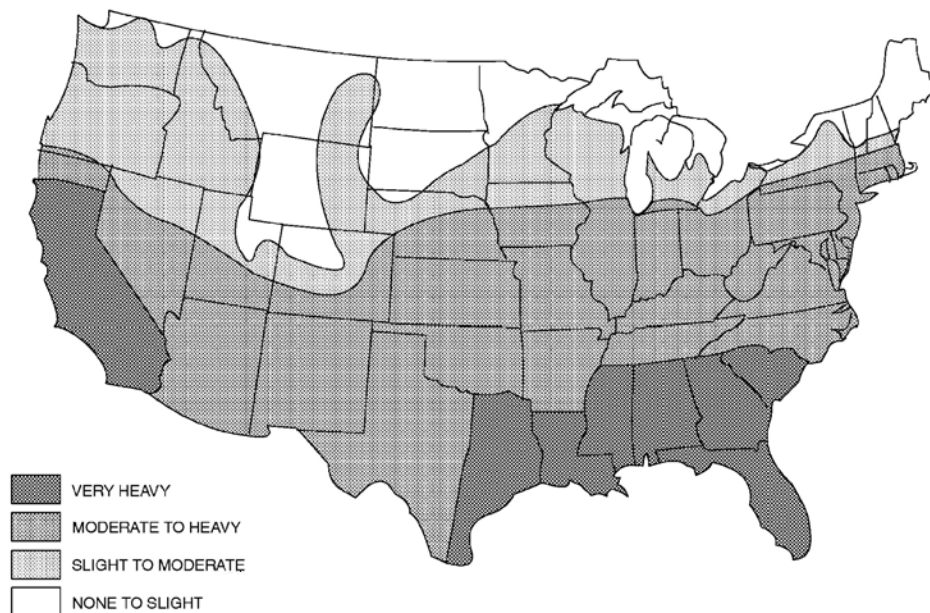 VERY HEAVY
MODERATE TO HEAVY
SLIGHT TO MODERATE
NONE TO SLIGHT